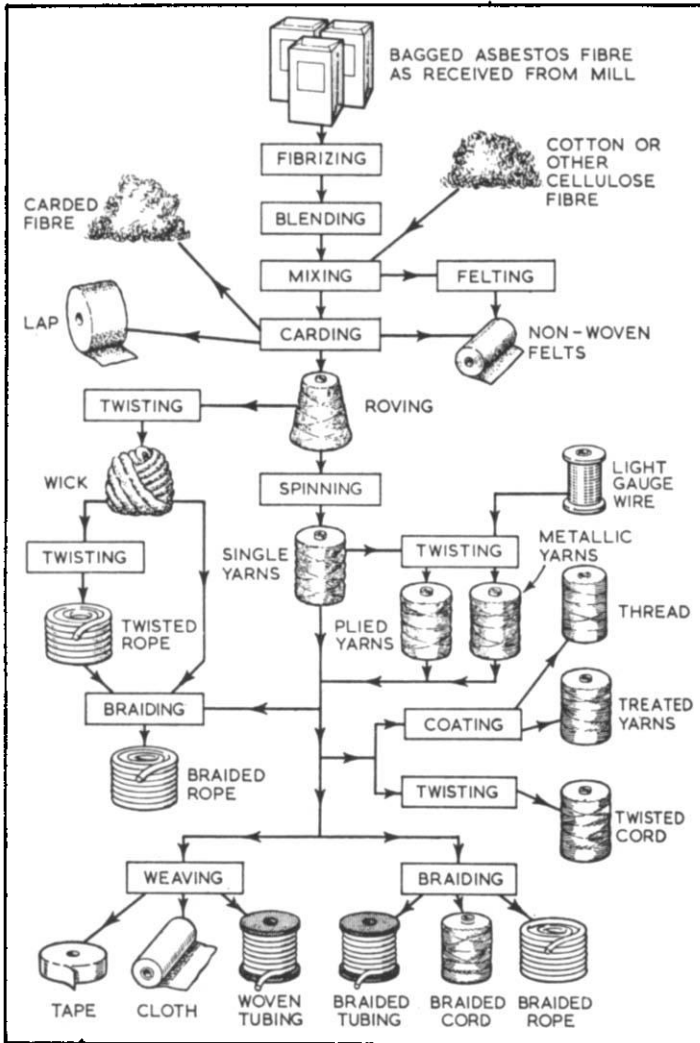 BAGGED ASBESTOS FIBRE
AS RECEIVED FROM MILL
FIBRIZING
COTTON OR
OTHER
CELLULOSE
FIBRE
CARDED
FIBRE
BLENDING
MIXING
FELTING
LAP
CARDING
NON-WOVEN
FELTS
TWISTING
ROVING
WICK
SPINNING
LIGHT
GAUGE
WIRE
TWISTING
SINGLE
YARNS
TWISTING
METALLIC
YARNS
THREAD
TWISTED
ROPE
PLIED
YARNS
BRAIDING
COATING
TREATED
YARNS
BRAIDED
ROPE
TWISTING
TWISTED
CORD
WEAVING
BRAIDING
TAPE
CLOTH
WOVEN
TUBING
BRAIDED
TUBING
BRAIDED
CORD
BRAIDED
ROPE